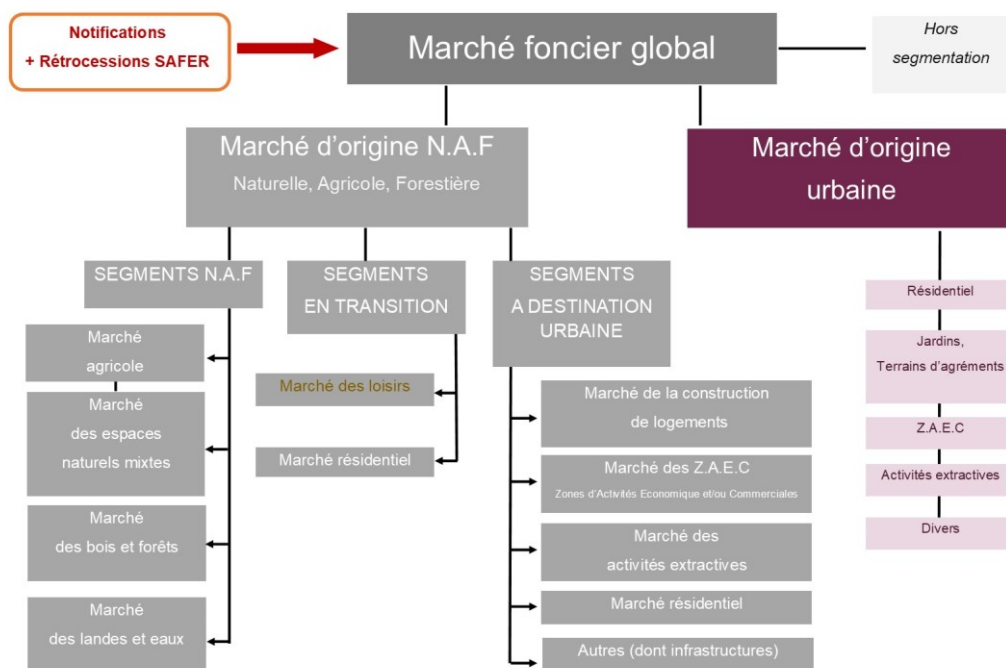 Notifications
+ Rétrocessions SAFER
Marché foncier global
Hors
segmentation
Marché d'origine N.A.F
Naturelle, Agricole, Forestière
Marché d'origine
urbaine
SEGMENTS N.A.F
Marché
agricole
Marché
des espaces
naturels mixtes
Marché
des bois et forêts
Marché
des landes et eaux
SEGMENTS
EN TRANSITION
Marché des loisirs
Marché résidentiel
SEGMENTS
A DESTINATION
URBAINE
Marché de la construction
de logements
Marché des Z.A.E.C
Zones d'Activités Economique et/ou Commerciales
Marché des
activités extractives
Marché résidentiel
Autres (dont infrastructures)
Résidentiel
Jardins,
Terrains d'agréments
Z.A.E.C
Activités extractives
Divers